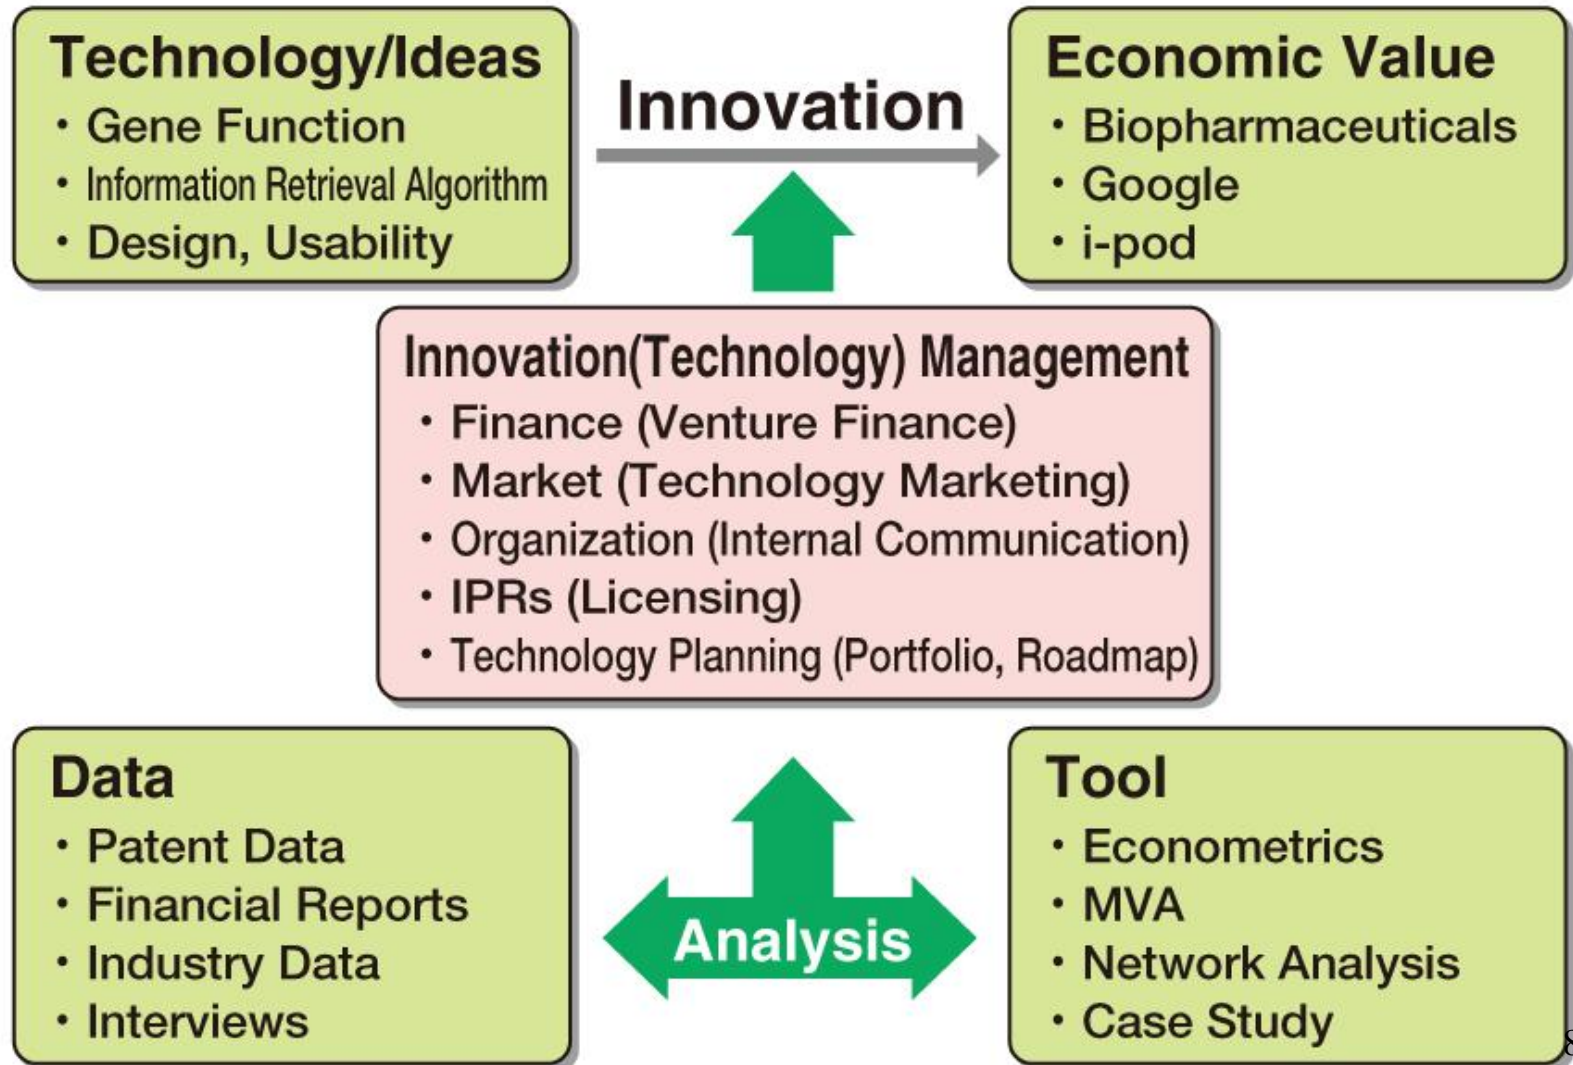 Technology/Ideas
・Gene Function
・Information Retrieval Algorithm
・Design, Usability
Innovation
Economic Value
・Biopharmaceuticals
・Google
・i-pod
Innovation(Technology) Management
・Finance (Venture Finance)
・Market (Technology Marketing)
・Organization (Internal Communication)
・IPRs (Licensing)
・Technology Planning (Portfolio, Roadmap)
Data
・Patent Data
・Financial Reports
・Industry Data
・Interviews
Analysis
Tool
・Econometrics
・MVA
・Network Analysis
・Case Study